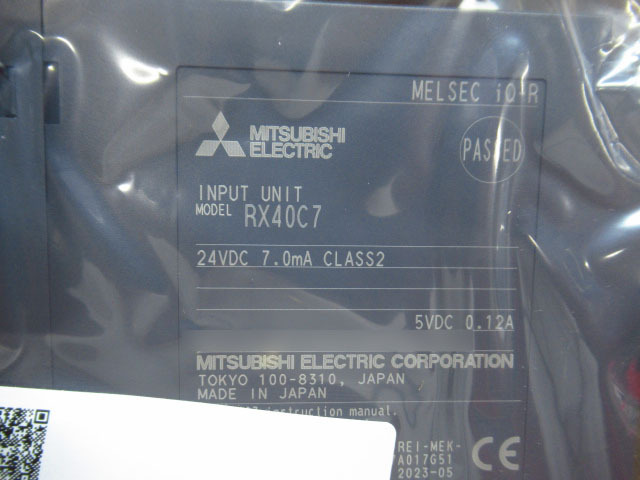 MELSEC iQ-R
MITSUBISHI
ELECTRIC
PASSED
INPUT UNIT
MODEL RX40C7
24VDC 7.0mA CLASS2
5VDC 0.12A
MITSUBISHI ELECTRIC CORPORATION
TOKYO 100-8310, JAPAN
MADE IN JAPAN
instruction manual.
REI-MEK-
A017G51
2023-05
CE